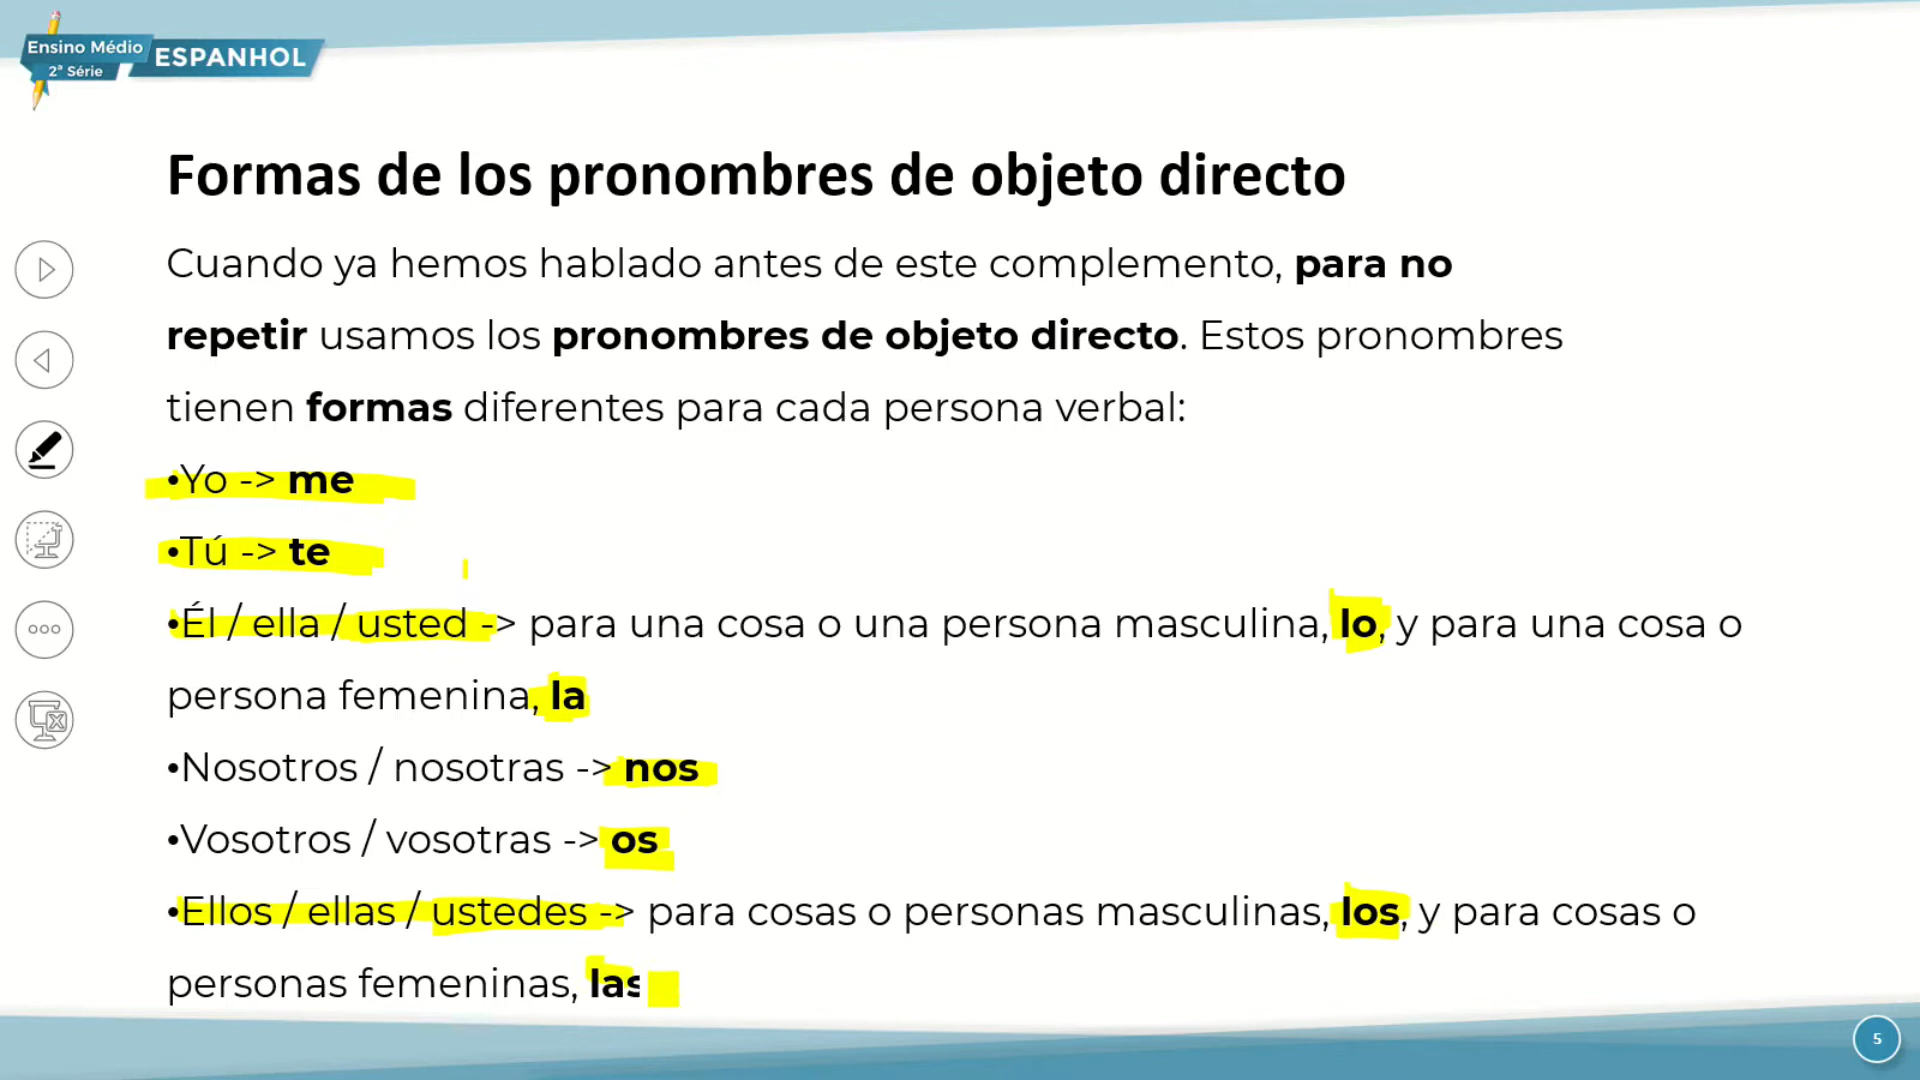 Ensino Médio
2ª Série
ESPANHOL
Formas de los pronombres de objeto directo
Cuando ya hemos hablado antes de este complemento, para no
repetir usamos los pronombres de objeto directo. Estos pronombres
tienen formas diferentes para cada persona verbal:
•Yo -> me
•Tú -> te
•Él / ella / usted -> para una cosa o una persona masculina, lo, y para una cosa o
persona femenina, la
•Nosotros / nosotras -> nos
•Vosotros / vosotras -> os
•Ellos / ellas / ustedes -> para cosas o personas masculinas, los, y para cosas o
personas femeninas, las
5